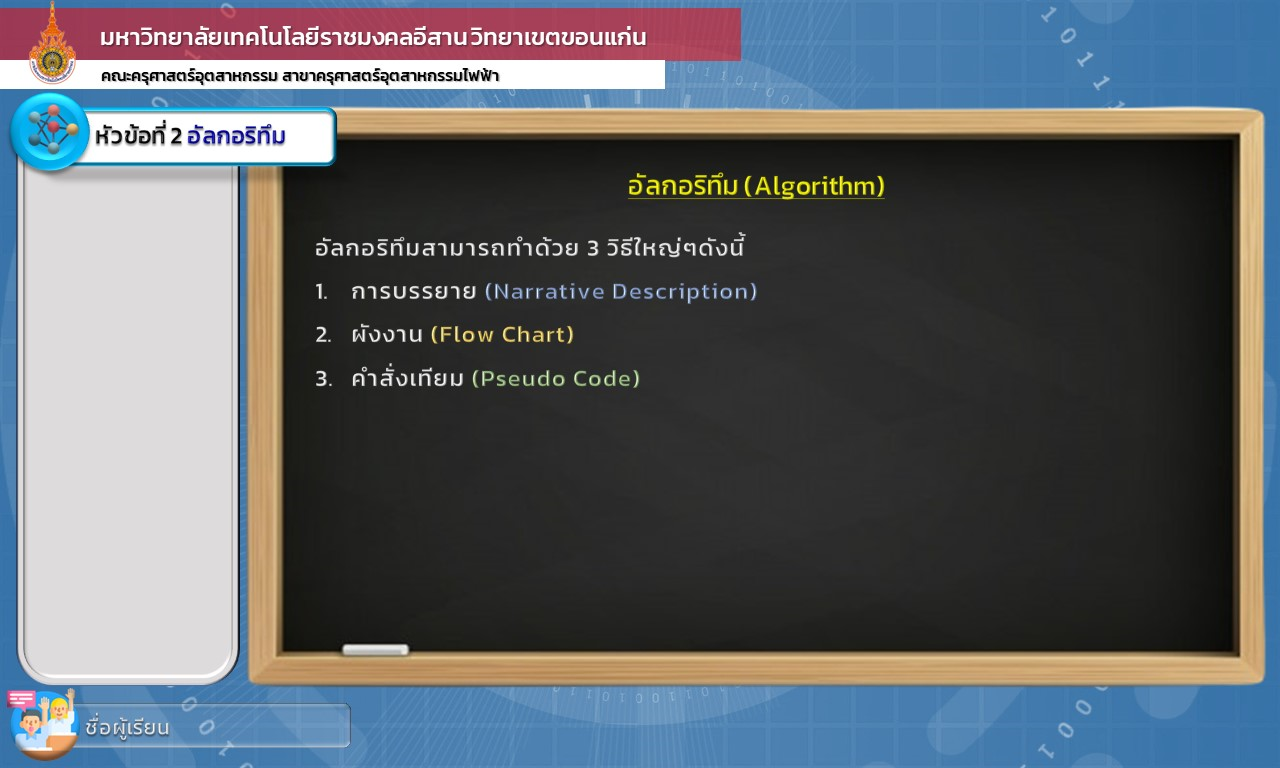 มหาวิทยาลัยเทคโนโลยีราชมงคลอีสาน วิทยาเขตขอนแก่น
คณะครุศาสตร์อุตสาหกรรม สาขาครุศาสตร์อุตสาหกรรมไฟฟ้า
หัวข้อที่ 2 อัลกอริทึม
อัลกอริทึม (Algorithm)
อัลกอริทึมสามารถทำด้วย 3 วิธีใหญ่ๆดังนี้
1. การบรรยาย (Narrative Description)
2. ผังงาน (Flow Chart)
3. คำสั่งเทียม (Pseudo Code)
ชื่อผู้เรียน